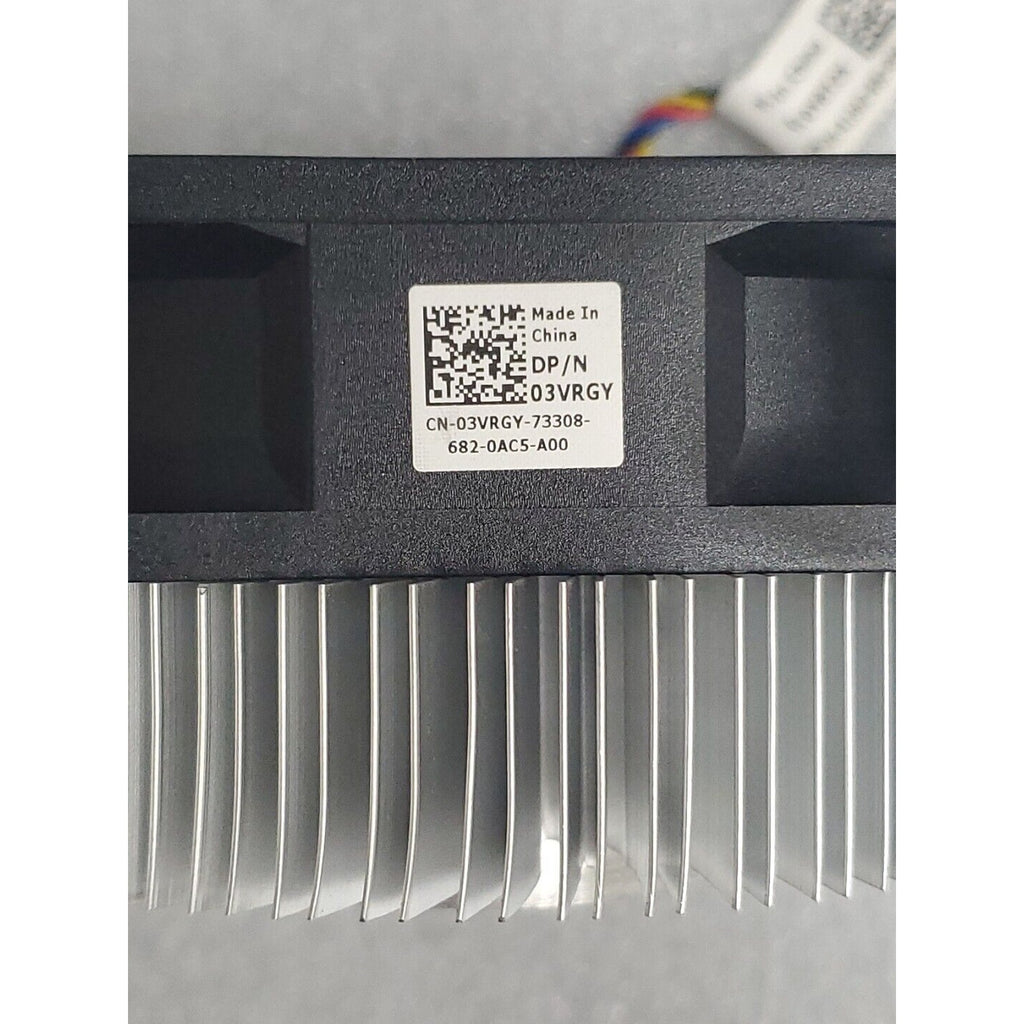 Made In
China
DP/N
03VRGY
CN-03VRGY-73308-
682-0AC5-A00